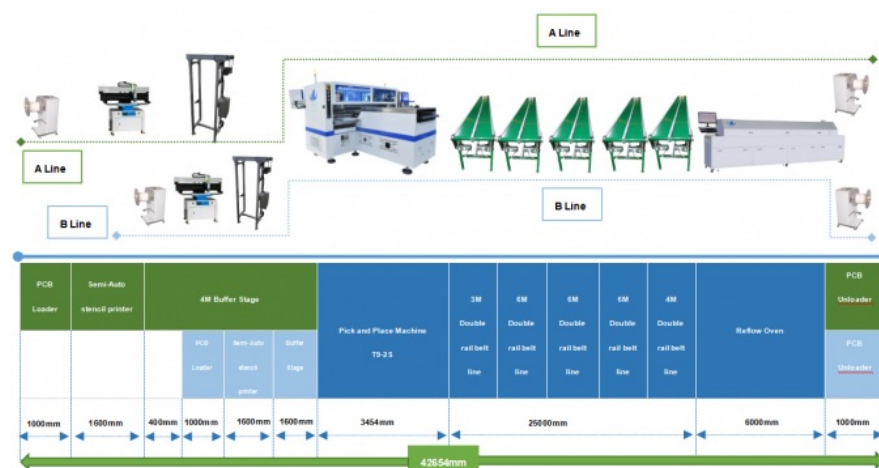 A Line
A Line
B Line
B Line
PCB
Loader
Semi-Auto
stencil printer
4M Buffer Stage
PCB
Loader
Semi-Auto
stencil
printer
Buffer
Stage
Pick and Place Machine
T9-2S
3M
Double
rail belt
line
6M
Double
rail belt
line
6M
Double
rail belt
line
6M
Double
rail belt
line
4M
Double
rail belt
line
Reflow Oven
PCB
Unloader
PCB
Unloader
1000mm
1600mm
400mm
1000mm
1600mm
1600mm
3454mm
25000mm
6000mm
1000mm
42654mm